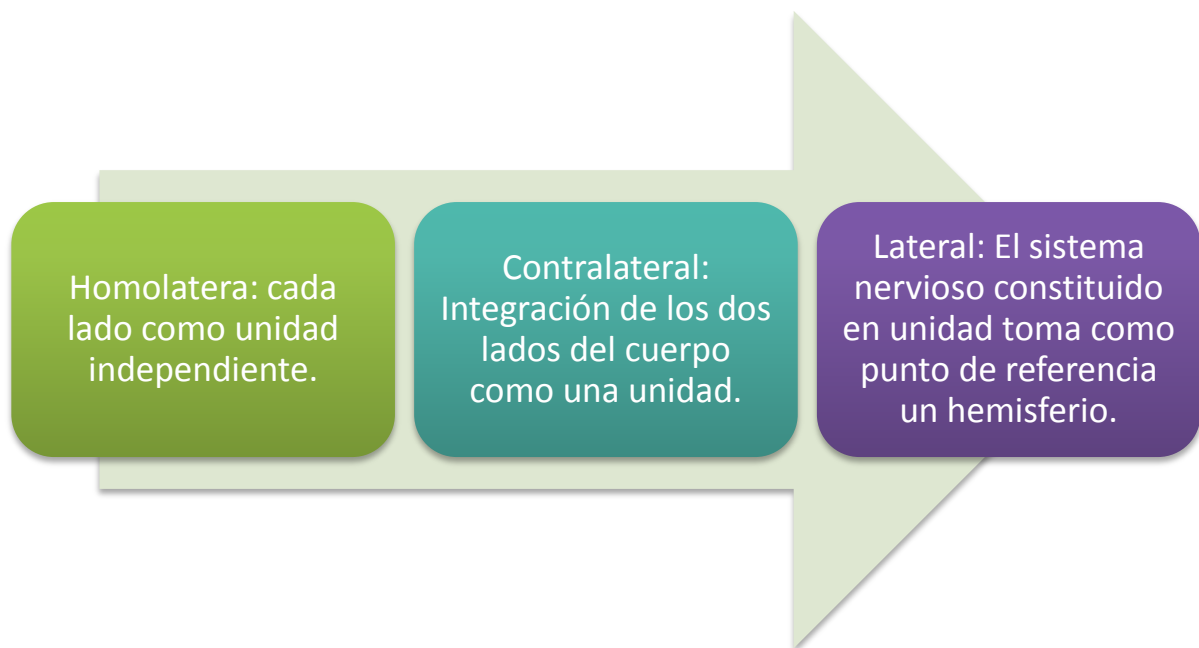 Homolatera: cada
lado como unidad
independiente.
Contralateral:
Integración de los dos
lados del cuerpo
como una unidad.
Lateral: El sistema
nervioso constituido
en unidad toma como
punto de referencia
un hemisferio.